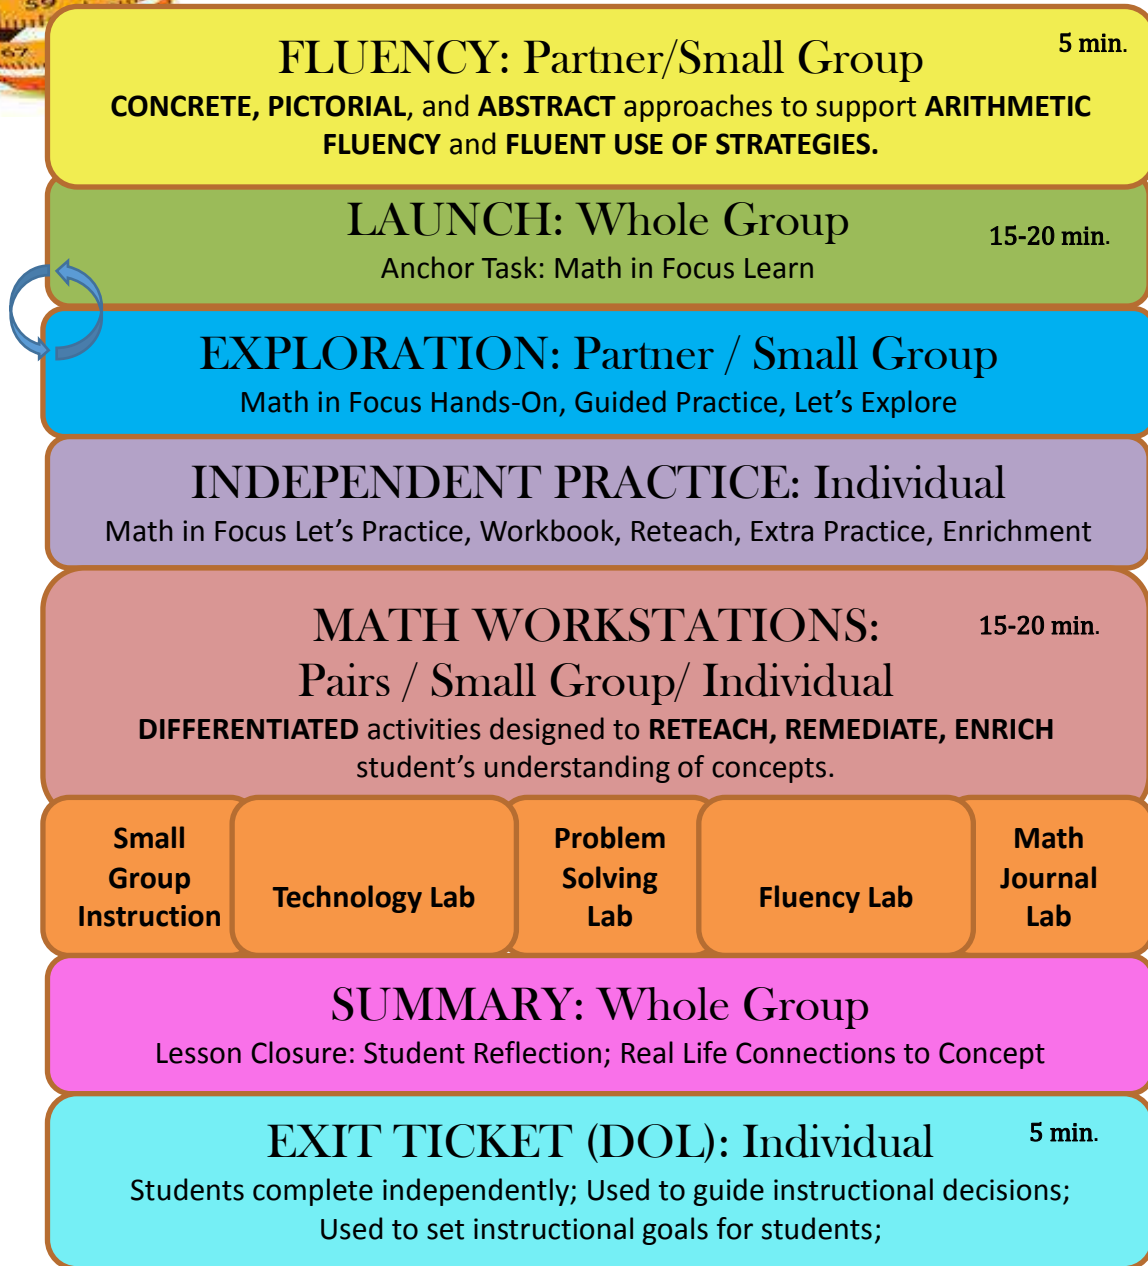 59
67
FLUENCY: Partner/Small Group
5 min.
CONCRETE, PICTORIAL, and ABSTRACT approaches to support ARITHMETIC
FLUENCY and FLUENT USE OF STRATEGIES.
LAUNCH: Whole Group
15-20 min.
Anchor Task: Math in Focus Learn
EXPLORATION: Partner / Small Group
Math in Focus Hands-On, Guided Practice, Let’s Explore
INDEPENDENT PRACTICE: Individual
Math in Focus Let’s Practice, Workbook, Reteach, Extra Practice, Enrichment
MATH WORKSTATIONS:
15-20 min.
Pairs / Small Group/ Individual
DIFFERENTIATED activities designed to RETEACH, REMEDIATE, ENRICH
student’s understanding of concepts.
Small
Group
Instruction
Technology Lab
Problem
Solving
Lab
Fluency Lab
Math
Journal
Lab
SUMMARY: Whole Group
Lesson Closure: Student Reflection; Real Life Connections to Concept
EXIT TICKET (DOL): Individual
5 min.
Students complete independently; Used to guide instructional decisions;
Used to set instructional goals for students;